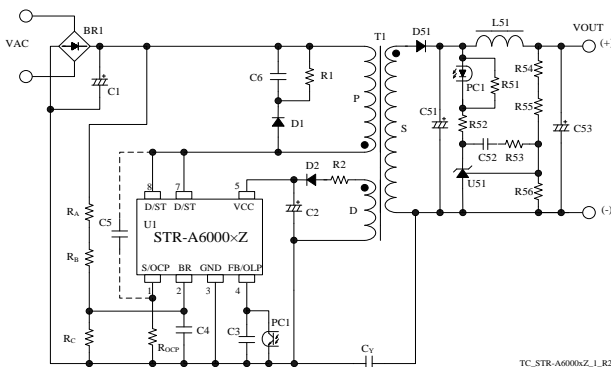 T1
D51
L51
VOUT
(+)
BR1
VAC
C1
C6
R1
P
D1
S
C51
PC1
R51
R54
R55
R52
C53
C52
R53
U51
R56
(-)
D2
R2
C2
D
8
7
5
D/ST
D/ST
VCC
U1
STR-A6000×Z
S/OCP
BR
GND
FB/OLP
1
2
3
4
C5
RA
RB
RC
ROCP
C4
C3
PC1
CY
TC_STR-A6000xZ_1_R2